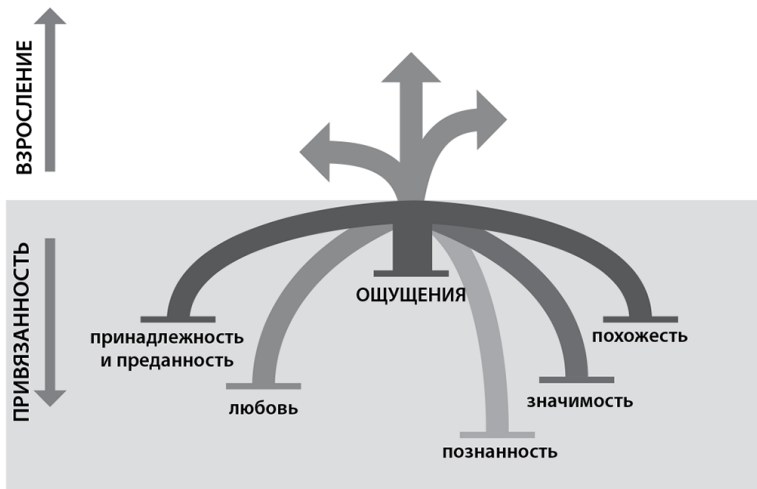 ВЗРОСЛЕНИЕ
ПРИВЯЗАННОСТЬ
ОЩУЩЕНИЯ
принадлежность
и преданность
похожесть
любовь
значимость
познанность